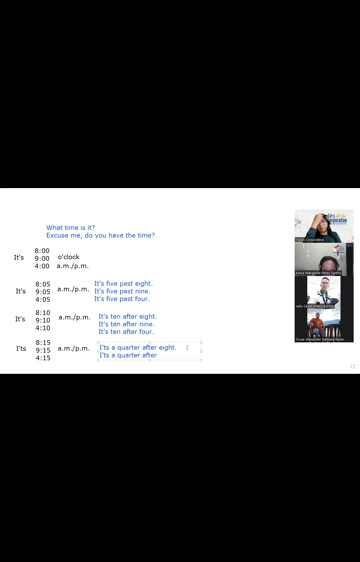 What time is it?
Excuse me, do you have the time?
It's 8:00
9:00 o'clock
4:00 a.m./p.m.
It's 8:05 a.m./p.m. It's five past eight.
9:05 It's five past nine.
4:05 It's five past four.
It's 8:10 a.m./p.m. It's ten after eight.
9:10 It's ten after nine.
4:10 It's ten after four.
I'ts 8:15 a.m./p.m. I'ts a quarter after eight.
9:15 I'ts a quarter after
4:15